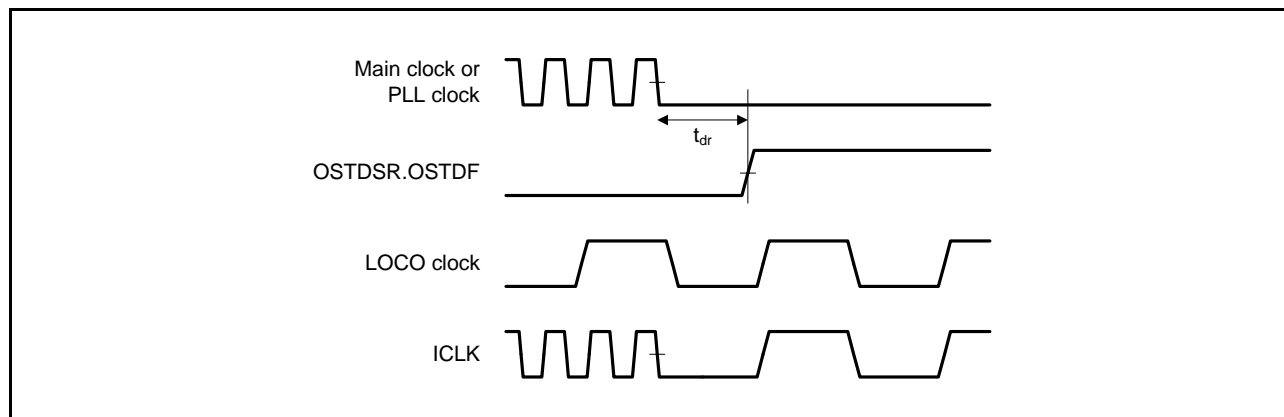 Main clock or
PLL clock
tdr
OSTDSR.OSTDF
LOCO clock
ICLK